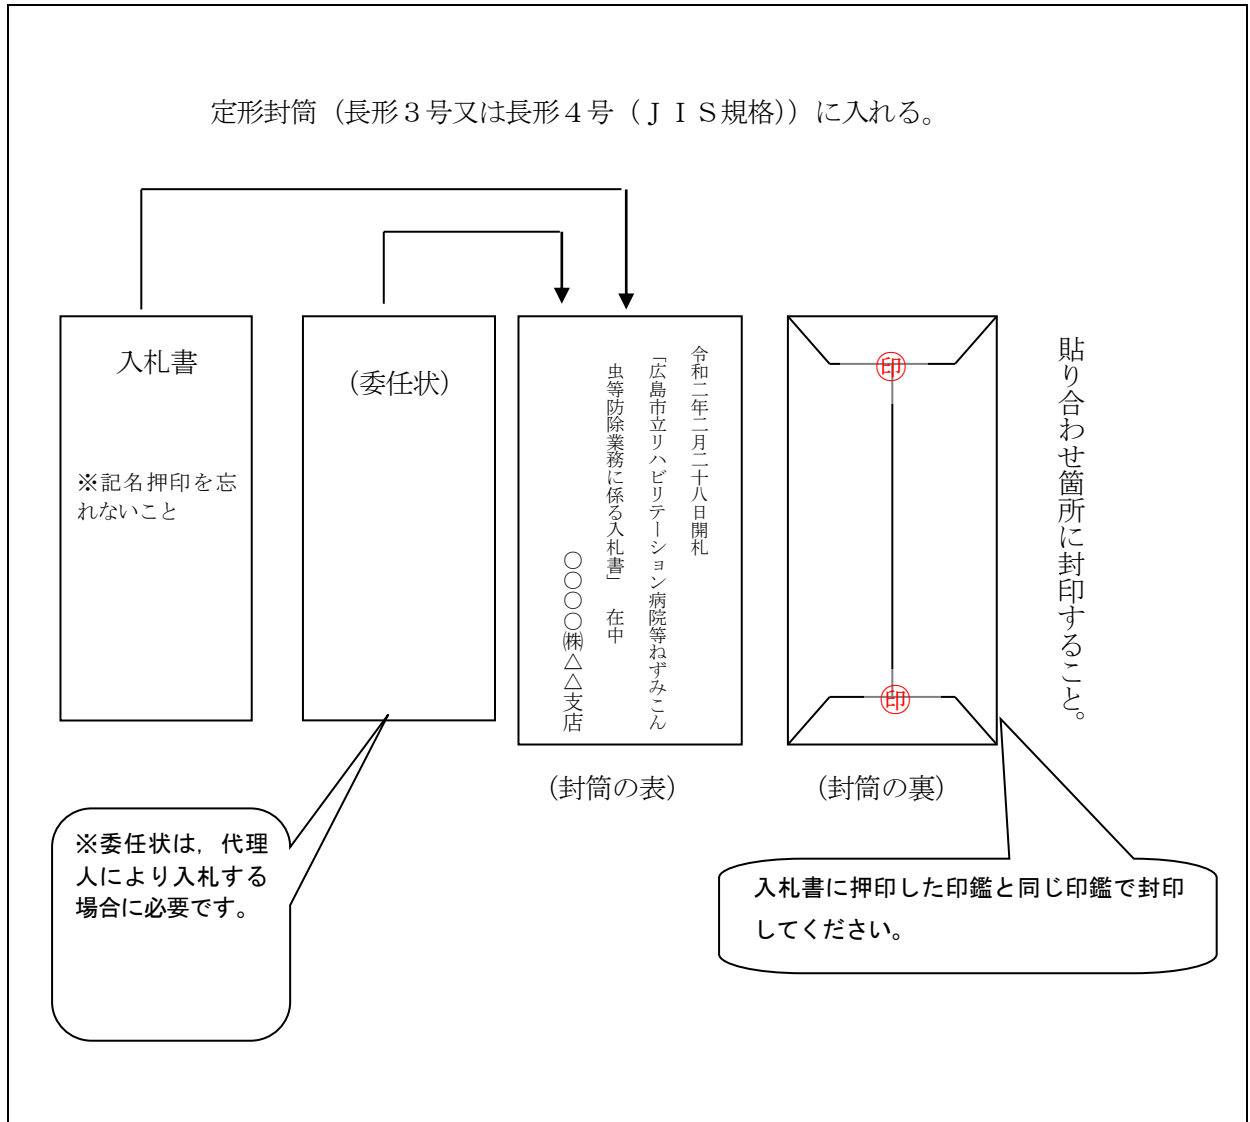 定形封筒（長形３号又は長形４号（ＪＩＳ規格））に入れる。
入札書
※記名押印を忘
れないこと
（委任状）
令和二年二月二十八日開札
「広島市立リハビリテーション病院等ねずみこん
虫等防除業務に係る入札書」　在中
〇〇〇〇㈱△△支店
（封筒の表）
印
印
（封筒の裏）
貼り合わせ箇所に封印すること。
※委任状は，代理
人により入札する
場合に必要です。
入札書に押印した印鑑と同じ印鑑で封印
してください。